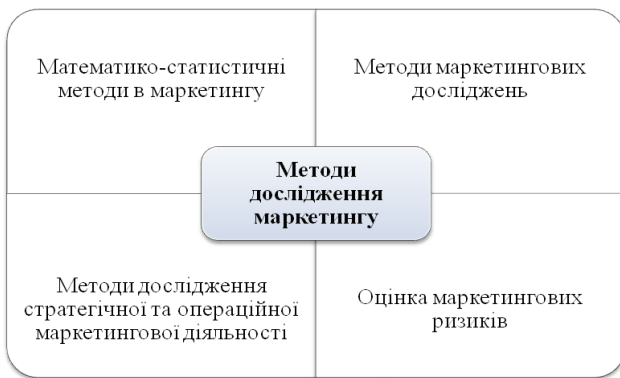 Математико-статистичні
методи в маркетингу
Методи маркетингових
досліджень
Методи
дослідження
маркетингу
Методи дослідження
стратегічної та операційної
маркетингової діяльності
Оцінка маркетингових
ризиків